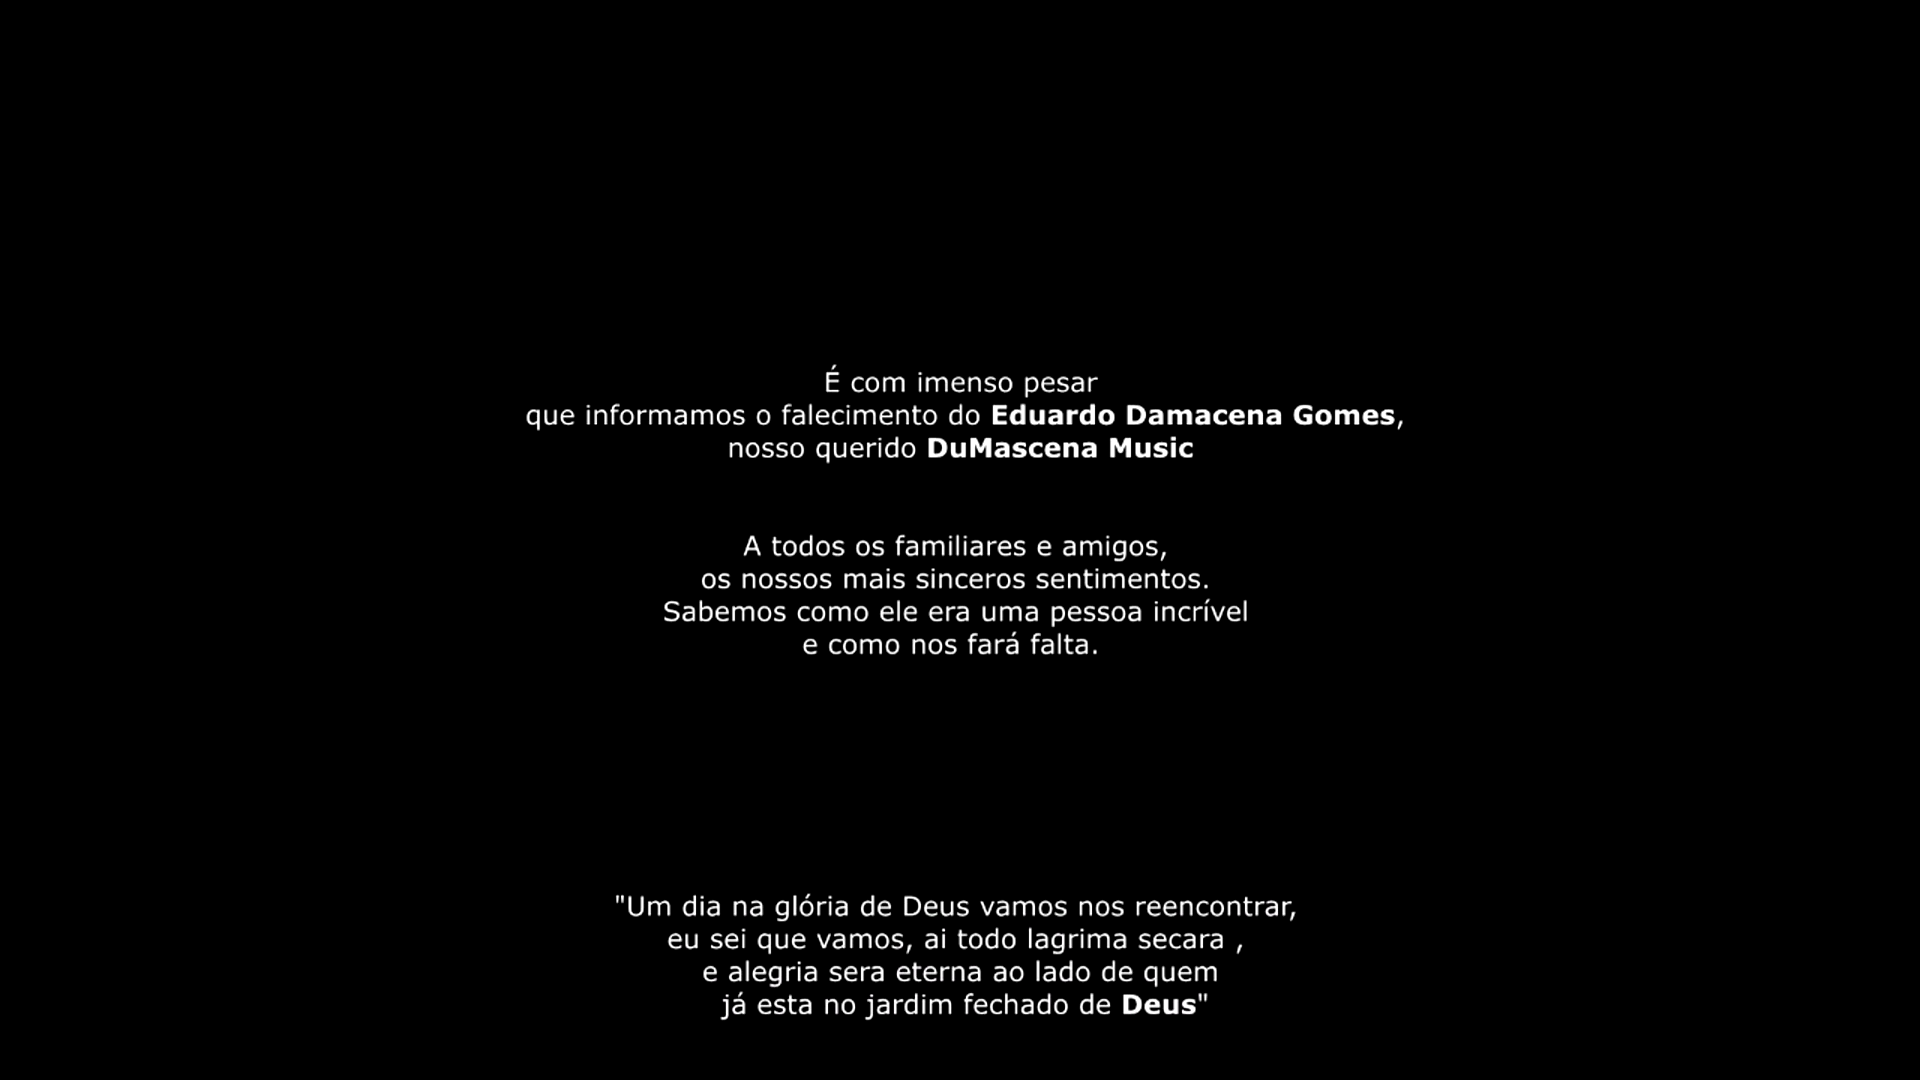 É com imenso pesar
que informamos o falecimento do Eduardo Damacena Gomes,
nosso querido DuMascena Music
A todos os familiares e amigos,
os nossos mais sinceros sentimentos.
Sabemos como ele era uma pessoa incrível
e como nos fará falta.
"Um dia na glória de Deus vamos nos reencontrar,
eu sei que vamos, ai todo lagrima secara ,
e alegria sera eterna ao lado de quem
já esta no jardim fechado de Deus"